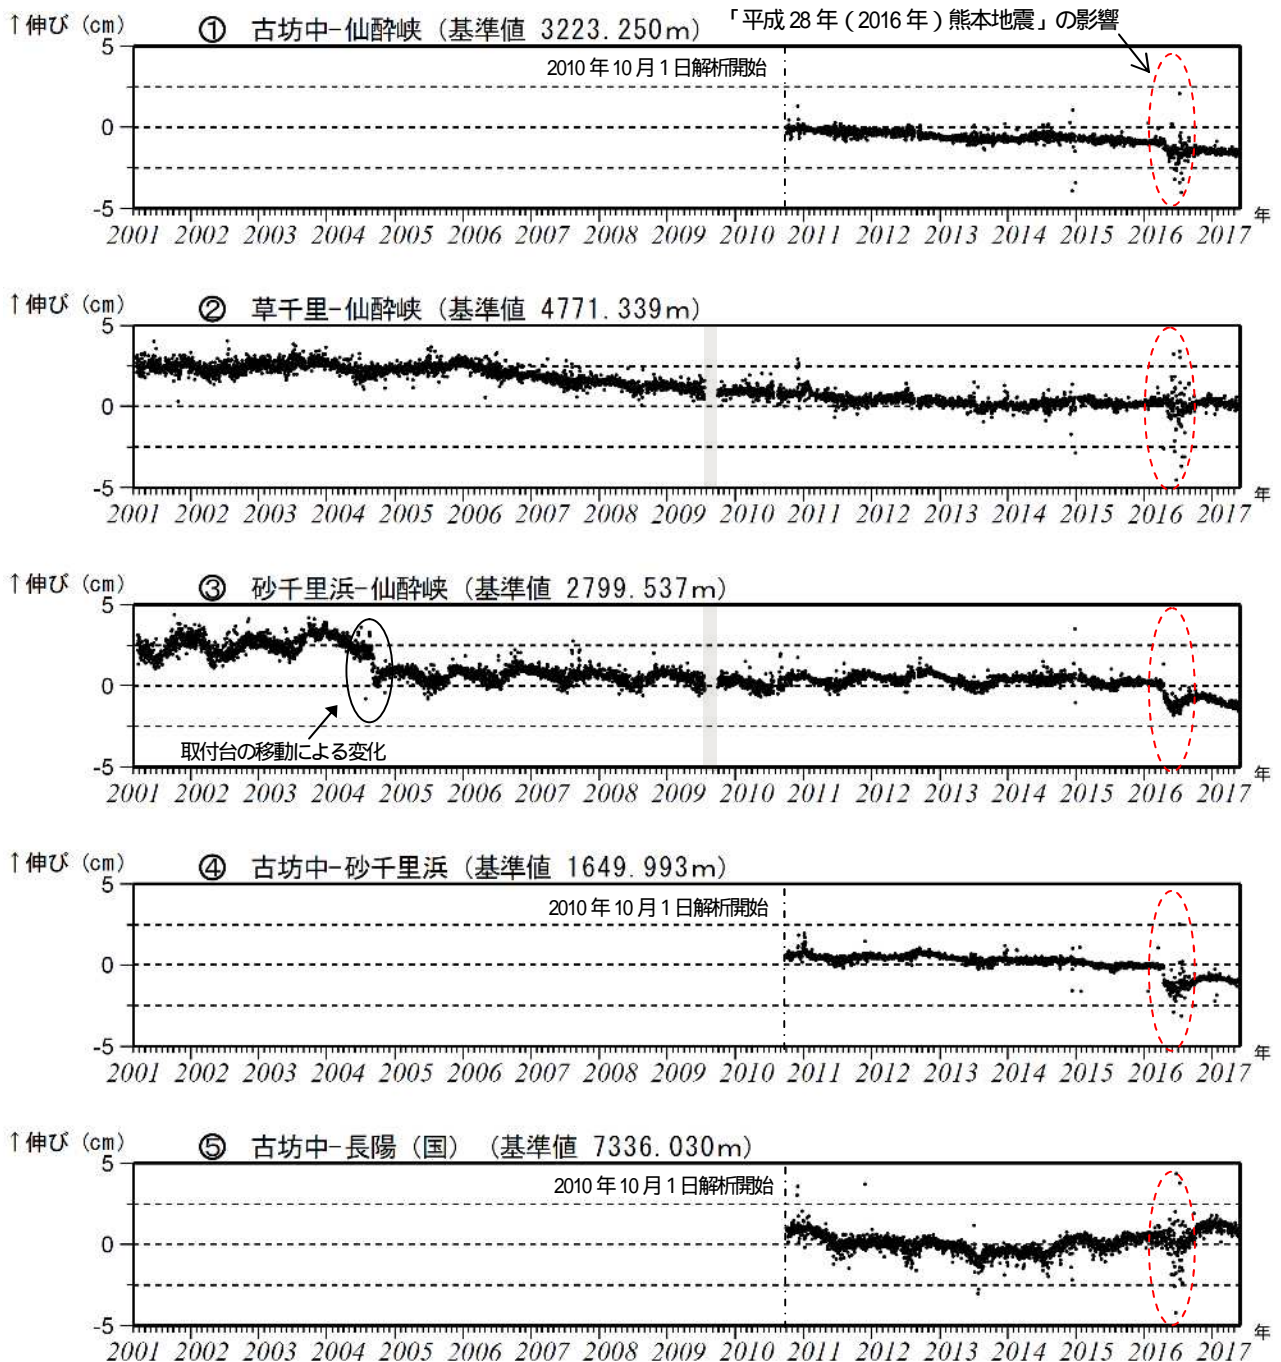 ↑伸び (cm) ① 古坊中-仙酔峡 (基準値 3223.250m) 「平成 28 年 ( 2016 年 ) 熊本地震」の影響
5
2010 年 10 月 1 日解析開始
0
-5
年
2001 2002 2003 2004 2005 2006 2007 2008 2009 2010 2011 2012 2013 2014 2015 2016 2017
↑伸び (cm) ② 草千里-仙酔峡 (基準値 4771.339m)
5
0
-5
年
2001 2002 2003 2004 2005 2006 2007 2008 2009 2010 2011 2012 2013 2014 2015 2016 2017
↑伸び (cm) ③ 砂千里浜-仙酔峡 (基準値 2799.537m)
5
0
取付台の移動による変化
-5
年
2001 2002 2003 2004 2005 2006 2007 2008 2009 2010 2011 2012 2013 2014 2015 2016 2017
↑伸び (cm) ④ 古坊中-砂千里浜 (基準値 1649.993m)
5
2010 年 10 月 1 日解析開始
0
-5
年
2001 2002 2003 2004 2005 2006 2007 2008 2009 2010 2011 2012 2013 2014 2015 2016 2017
↑伸び (cm) ⑤ 古坊中-長陽 (国) (基準値 7336.030m)
5
2010 年 10 月 1 日解析開始
0
-5
年
2001 2002 2003 2004 2005 2006 2007 2008 2009 2010 2011 2012 2013 2014 2015 2016 2017